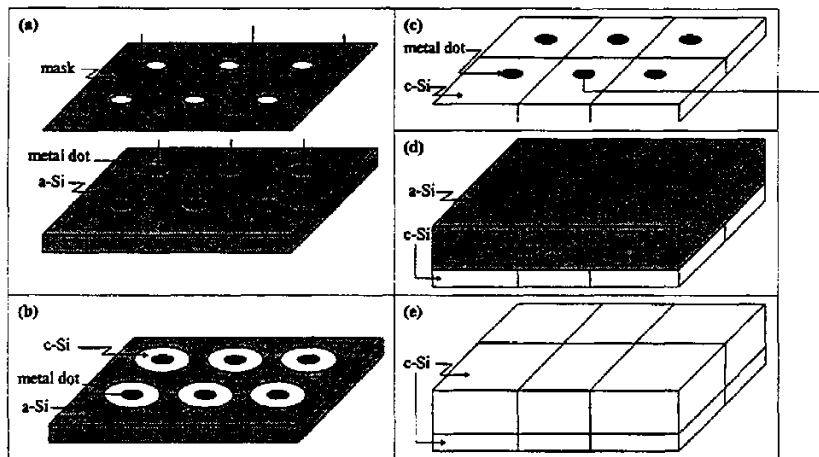 (a)
mask
metal dot
a-Si
(b)
c-Si
metal dot
a-Si
(c)
metal dot
c-Si
(d)
a-Si
c-Si
(e)
c-Si